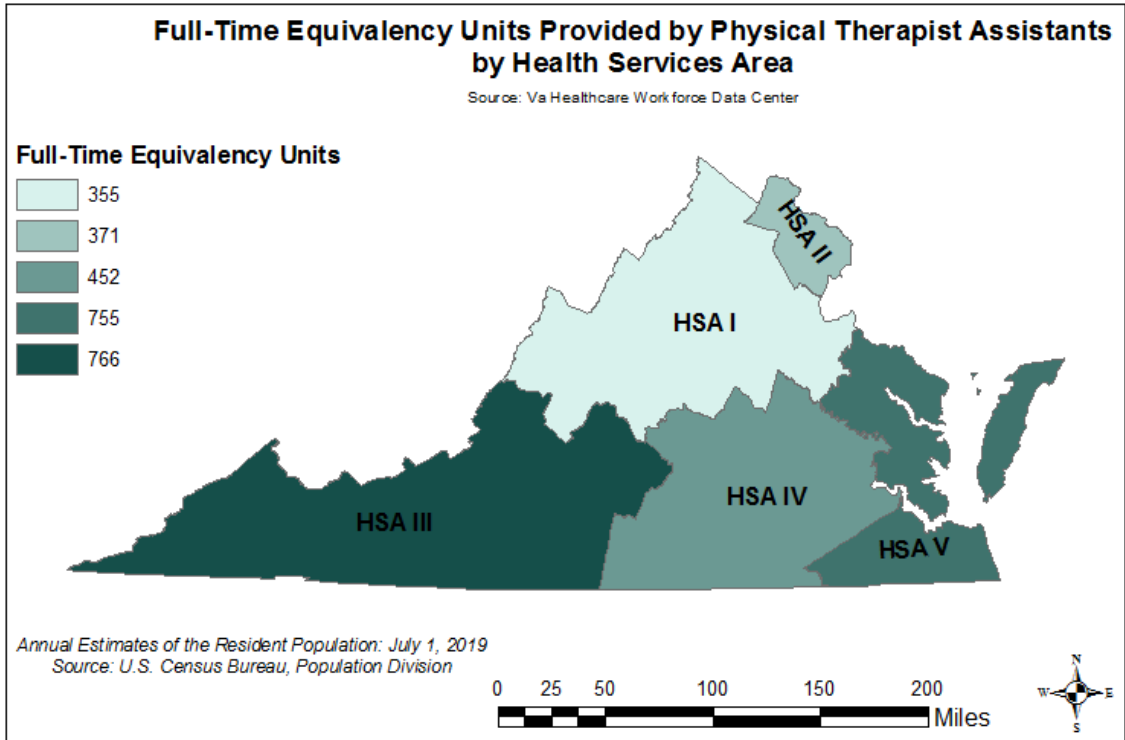 Full-Time Equivalency Units Provided by Physical Therapist Assistants
by Health Services Area
Source: Va Healthcare Workforce Data Center
Full-Time Equivalency Units
355
371
452
755
766
HSA II
HSA I
HSA IV
HSA III
HSA V
Annual Estimates of the Resident Population: July 1, 2019
Source: U.S. Census Bureau, Population Division
0 25 50 100 150 200
Miles
N
W E
S